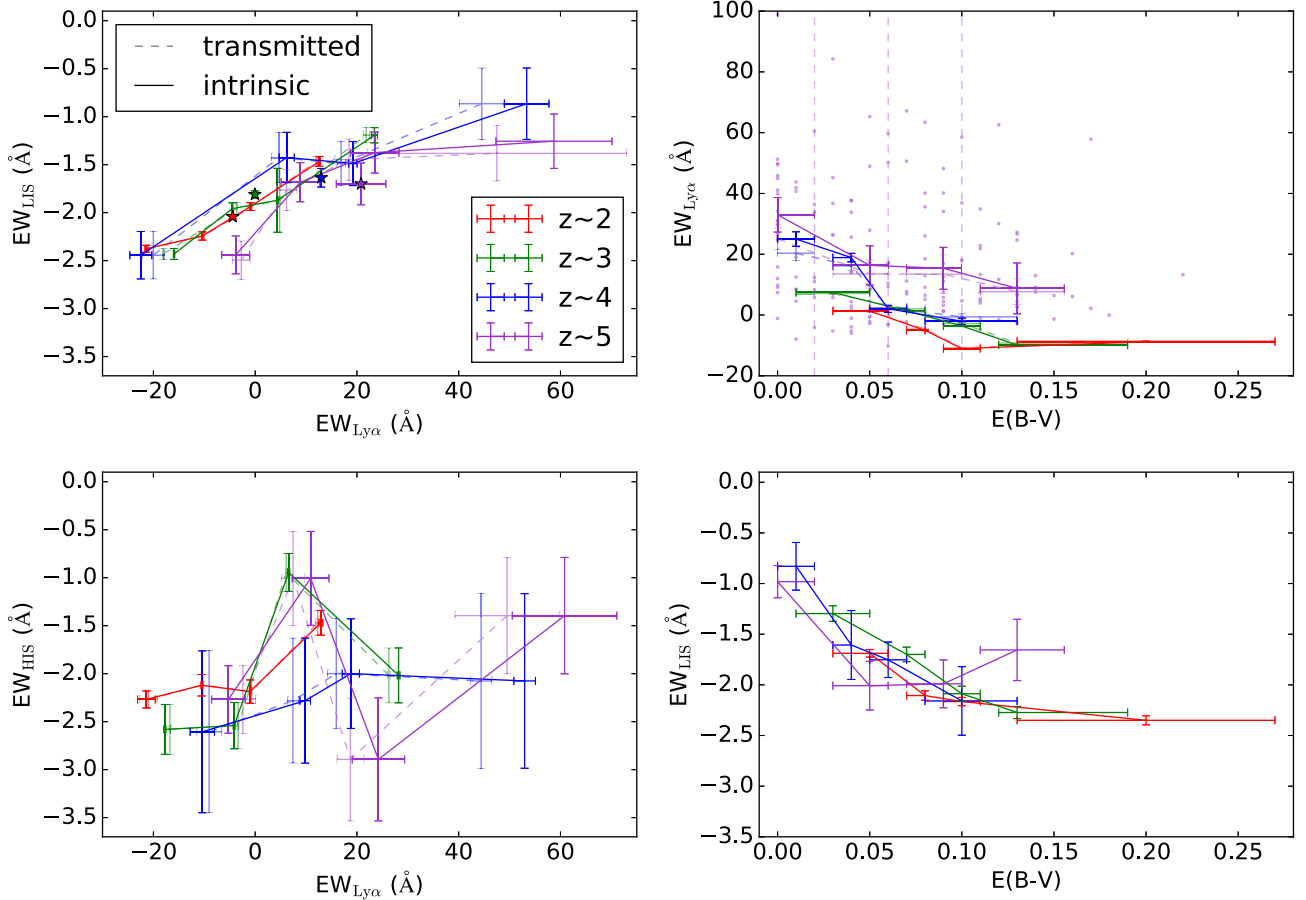 0.0
−0.5
−1.0
−1.5
−2.0
−2.5
−3.0
−3.5
EW_LIS (Å)
transmitted
intrinsic
z~2
z~3
z~4
z~5
−20 0 20 40 60
EW_Lyα (Å)
100
80
60
40
20
0
−20
EW_Lyα (Å)
0.00 0.05 0.10 0.15 0.20 0.25
E(B-V)
0.0
−0.5
−1.0
−1.5
−2.0
−2.5
−3.0
−3.5
EW_HIS (Å)
−20 0 20 40 60
EW_Lyα (Å)
0.0
−0.5
−1.0
−1.5
−2.0
−2.5
−3.0
−3.5
EW_LIS (Å)
0.00 0.05 0.10 0.15 0.20 0.25
E(B-V)